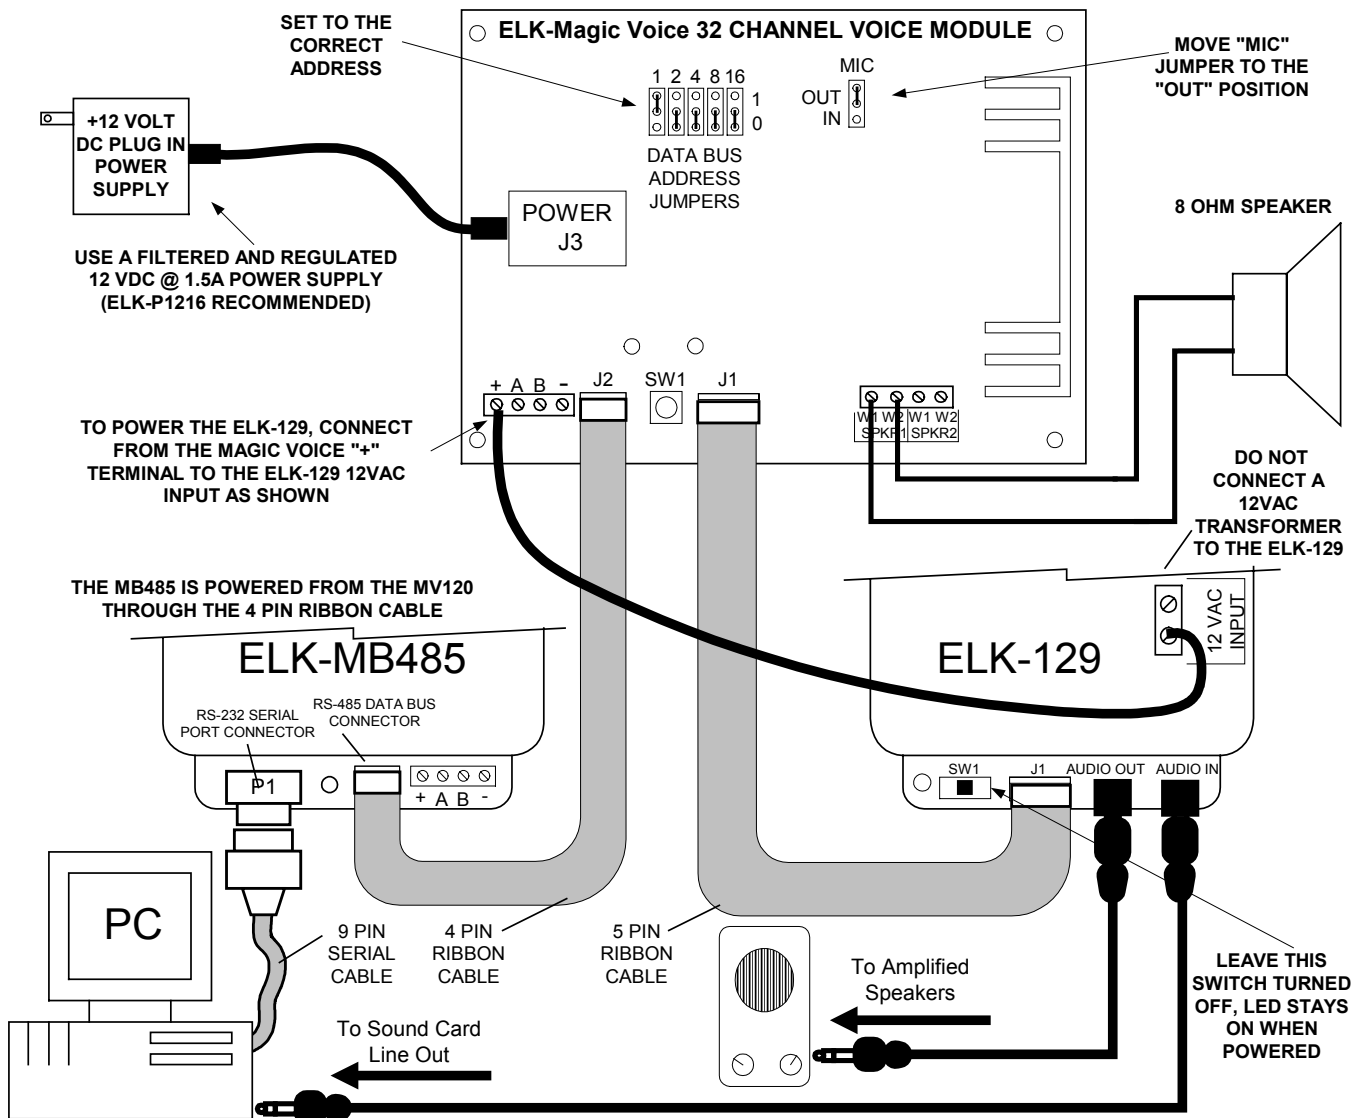 SET TO THE
CORRECT
ADDRESS
ELK-Magic Voice 32 CHANNEL VOICE MODULE
MOVE "MIC"
JUMPER TO THE
"OUT" POSITION
1 2 4 8 16
1
0
DATA BUS
ADDRESS
JUMPERS
MIC
OUT
IN
+12 VOLT
DC PLUG IN
POWER
SUPPLY
POWER
J3
USE A FILTERED AND REGULATED
12 VDC @ 1.5A POWER SUPPLY
(ELK-P1216 RECOMMENDED)
8 OHM SPEAKER
+ A B -
J2
SW1
J1
W1 W2 W1 W2
SPKR1 SPKR2
TO POWER THE ELK-129, CONNECT
FROM THE MAGIC VOICE "+"
TERMINAL TO THE ELK-129 12VAC
INPUT AS SHOWN
DO NOT
CONNECT A
12VAC
TRANSFORMER
TO THE ELK-129
THE MB485 IS POWERED FROM THE MV120
THROUGH THE 4 PIN RIBBON CABLE
ELK-MB485
RS-232 SERIAL
PORT CONNECTOR
RS-485 DATA BUS
CONNECTOR
P1
+ A B -
ELK-129
12 VAC
INPUT
SW1
J1
AUDIO OUT
AUDIO IN
PC
9 PIN
SERIAL
CABLE
4 PIN
RIBBON
CABLE
5 PIN
RIBBON
CABLE
To Amplified
Speakers
LEAVE THIS
SWITCH TURNED
OFF, LED STAYS
ON WHEN
POWERED
To Sound Card
Line Out